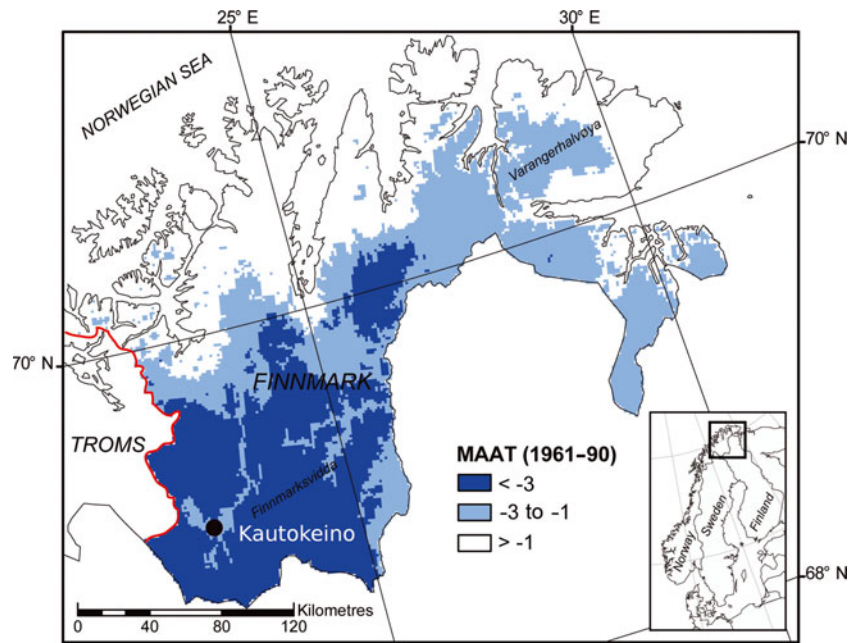 25° E
30° E
NORWEGIAN SEA
70° N
Varangerhalvøya
70° N
FINNMARK
TROMS
Finnmarksvidda
Kautokeino
MAAT (1961–90)
< -3
-3 to -1
> -1
Norway
Sweden
Finland
68° N
Kilometres
0 20 40 80 120